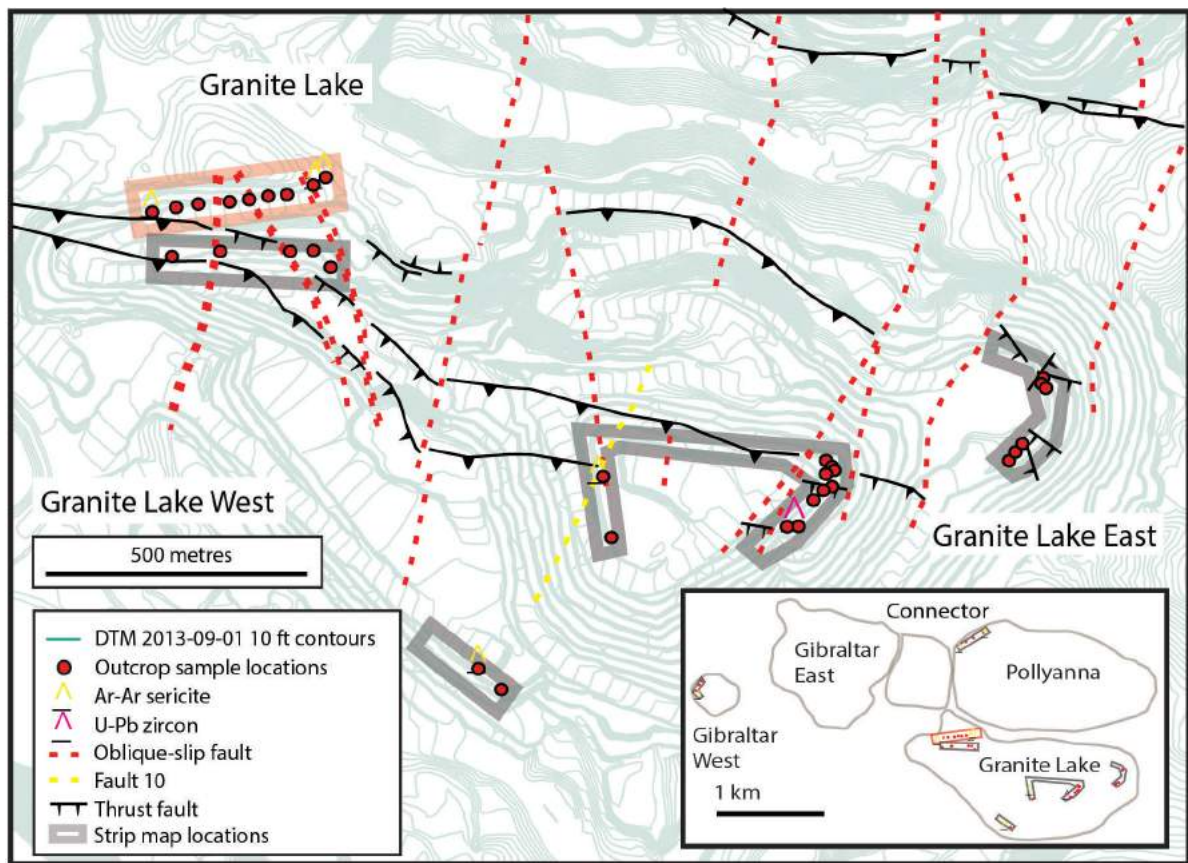 Granite Lake
Granite Lake West
500 metres
DTM 2013-09-01 10 ft contours
Outcrop sample locations
Ar-Ar sericite
U-Pb zircon
Oblique-slip fault
Fault 10
Thrust fault
Strip map locations
Granite Lake East
Connector
Gibraltar
East
Pollyanna
Gibraltar
West
Granite Lake
1 km